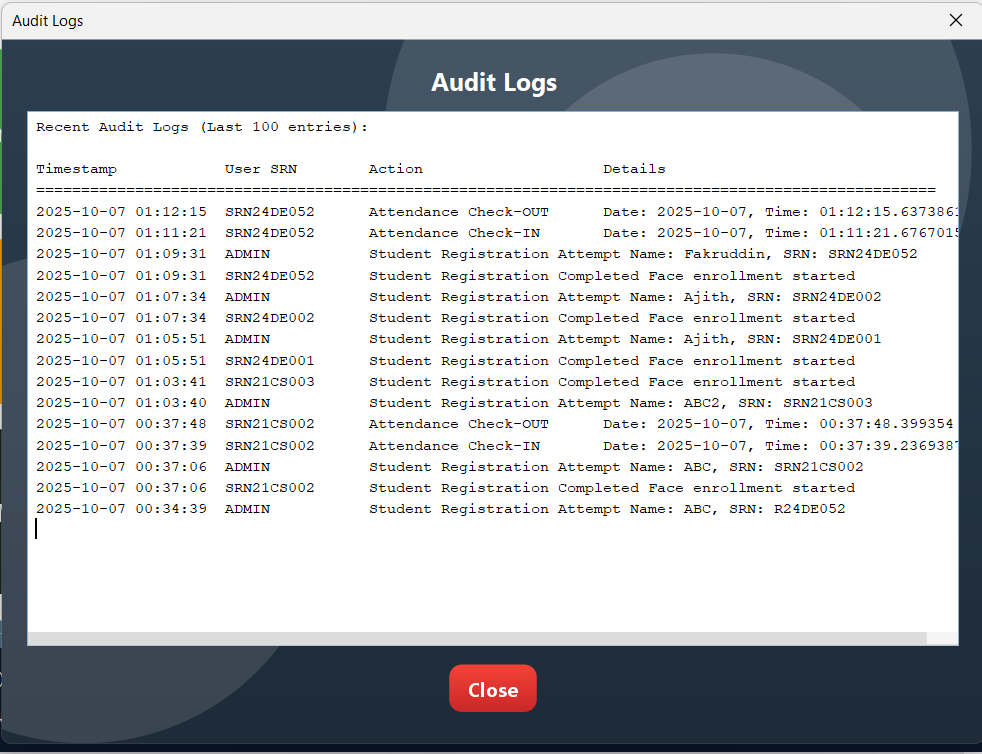 Audit Logs
Audit Logs
Recent Audit Logs (Last 100 entries):
Timestamp User SRN Action Details
====================================================================================================
2025-10-07 01:12:15 SRN24DE052 Attendance Check-OUT Date: 2025-10-07, Time: 01:12:15.6373861
2025-10-07 01:11:21 SRN24DE052 Attendance Check-IN Date: 2025-10-07, Time: 01:11:21.6767015
2025-10-07 01:09:31 ADMIN Student Registration Attempt Name: Fakruddin, SRN: SRN24DE052
2025-10-07 01:09:31 SRN24DE052 Student Registration Completed Face enrollment started
2025-10-07 01:07:34 ADMIN Student Registration Attempt Name: Ajith, SRN: SRN24DE002
2025-10-07 01:07:34 SRN24DE002 Student Registration Completed Face enrollment started
2025-10-07 01:05:51 ADMIN Student Registration Attempt Name: Ajith, SRN: SRN24DE001
2025-10-07 01:05:51 SRN24DE001 Student Registration Completed Face enrollment started
2025-10-07 01:03:41 SRN21CS003 Student Registration Completed Face enrollment started
2025-10-07 01:03:40 ADMIN Student Registration Attempt Name: ABC2, SRN: SRN21CS003
2025-10-07 00:37:48 SRN21CS002 Attendance Check-OUT Date: 2025-10-07, Time: 00:37:48.399354
2025-10-07 00:37:39 SRN21CS002 Attendance Check-IN Date: 2025-10-07, Time: 00:37:39.2369387
2025-10-07 00:37:06 ADMIN Student Registration Attempt Name: ABC, SRN: SRN21CS002
2025-10-07 00:37:06 SRN21CS002 Student Registration Completed Face enrollment started
2025-10-07 00:34:39 ADMIN Student Registration Attempt Name: ABC, SRN: R24DE052
Close